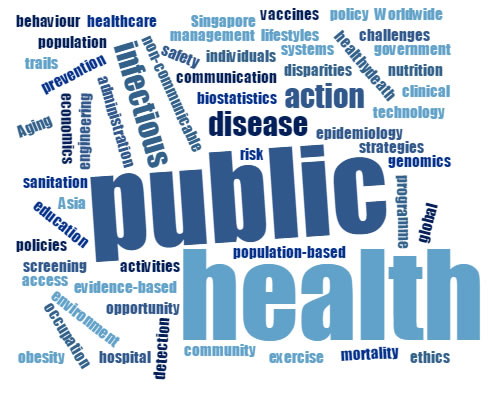 behaviour
healthcare
Singapore
vaccines
policy
Worldwide
population
management
lifestyles
challenges
trails
prevention
infectious
non-communicable
safety
individuals
systems
healthy
death
government
communication
disparities
nutrition
Aging
economics
engineering
administration
biostatistics
action
clinical
technology
disease
epidemiology
strategies
risk
genomics
sanitation
Asia
public
programme
global
education
policies
population-based
screening
activities
health
access
evidence-based
environment
opportunity
occupation
detection
obesity
hospital
community
exercise
mortality
ethics